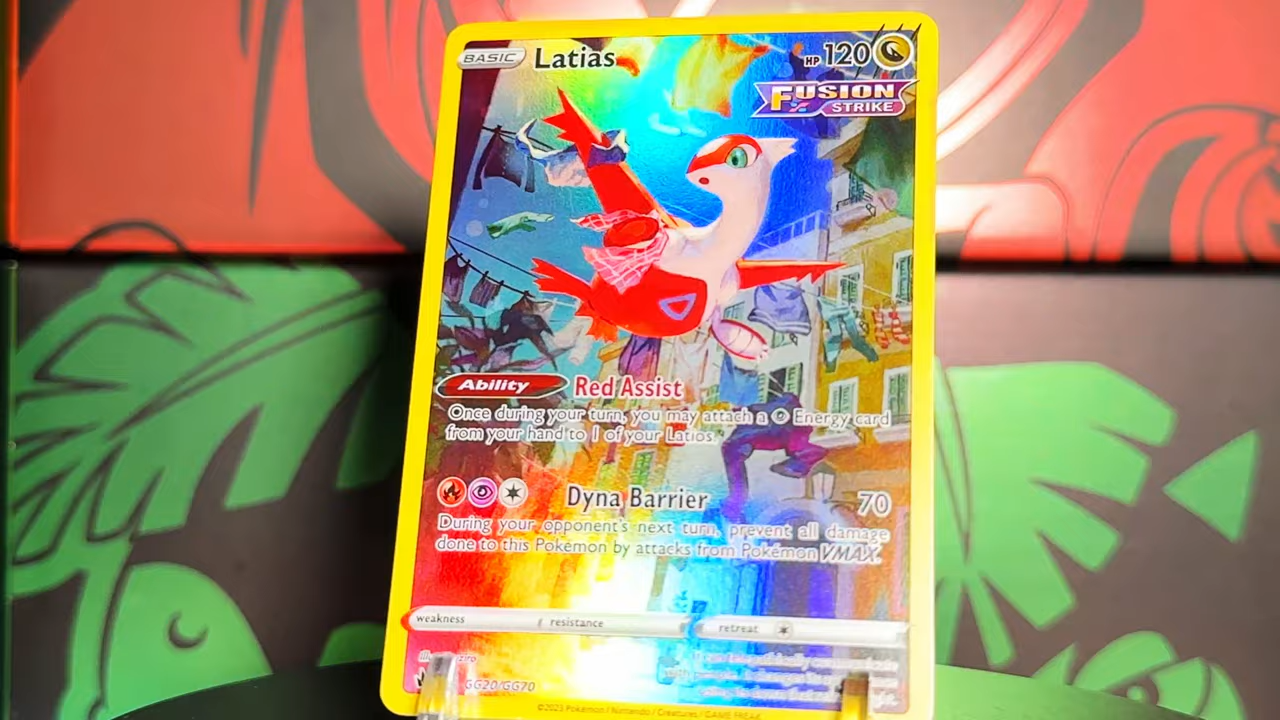 BASIC Latias HP 120
FUSION
STRIKE
Ability Red Assist
Once during your turn, you may attach a Energy card
from your hand to 1 of your Latios.
Dyna Barrier 70
During your opponent's next turn, prevent all damage
done to this Pokémon by attacks from Pokémon VMAX.
weakness resistance retreat
GG20/GG70
©2023 Pokémon / Nintendo / Creatures / GAME FREAK